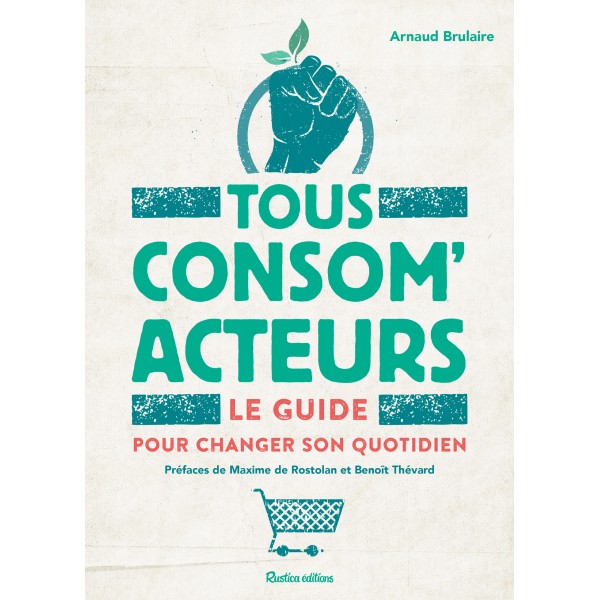 Arnaud Brulaire
TOUS
CONSOM'
ACTEURS
LE GUIDE
POUR CHANGER SON QUOTIDIEN
Préfaces de Maxime de Rostolan et Benoît Thévard
Rustica éditions